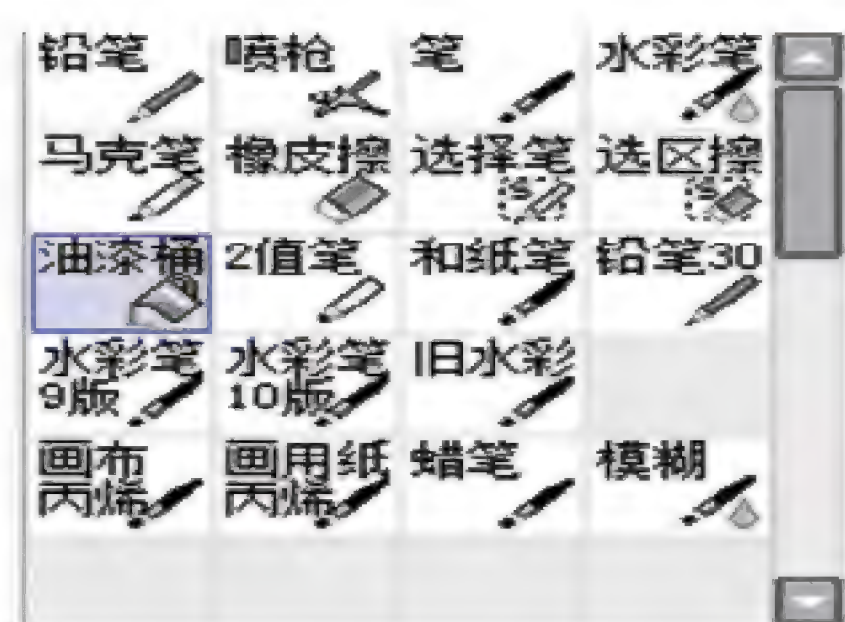 铅笔 喷枪 笔 水彩笔
马克笔 橡皮擦 选择笔 选区擦
油漆桶 2值笔 和纸笔 铅笔30
水彩笔 水彩笔 旧水彩
9版 10版
画布 画用纸 蜡笔 模糊
丙烯 丙烯